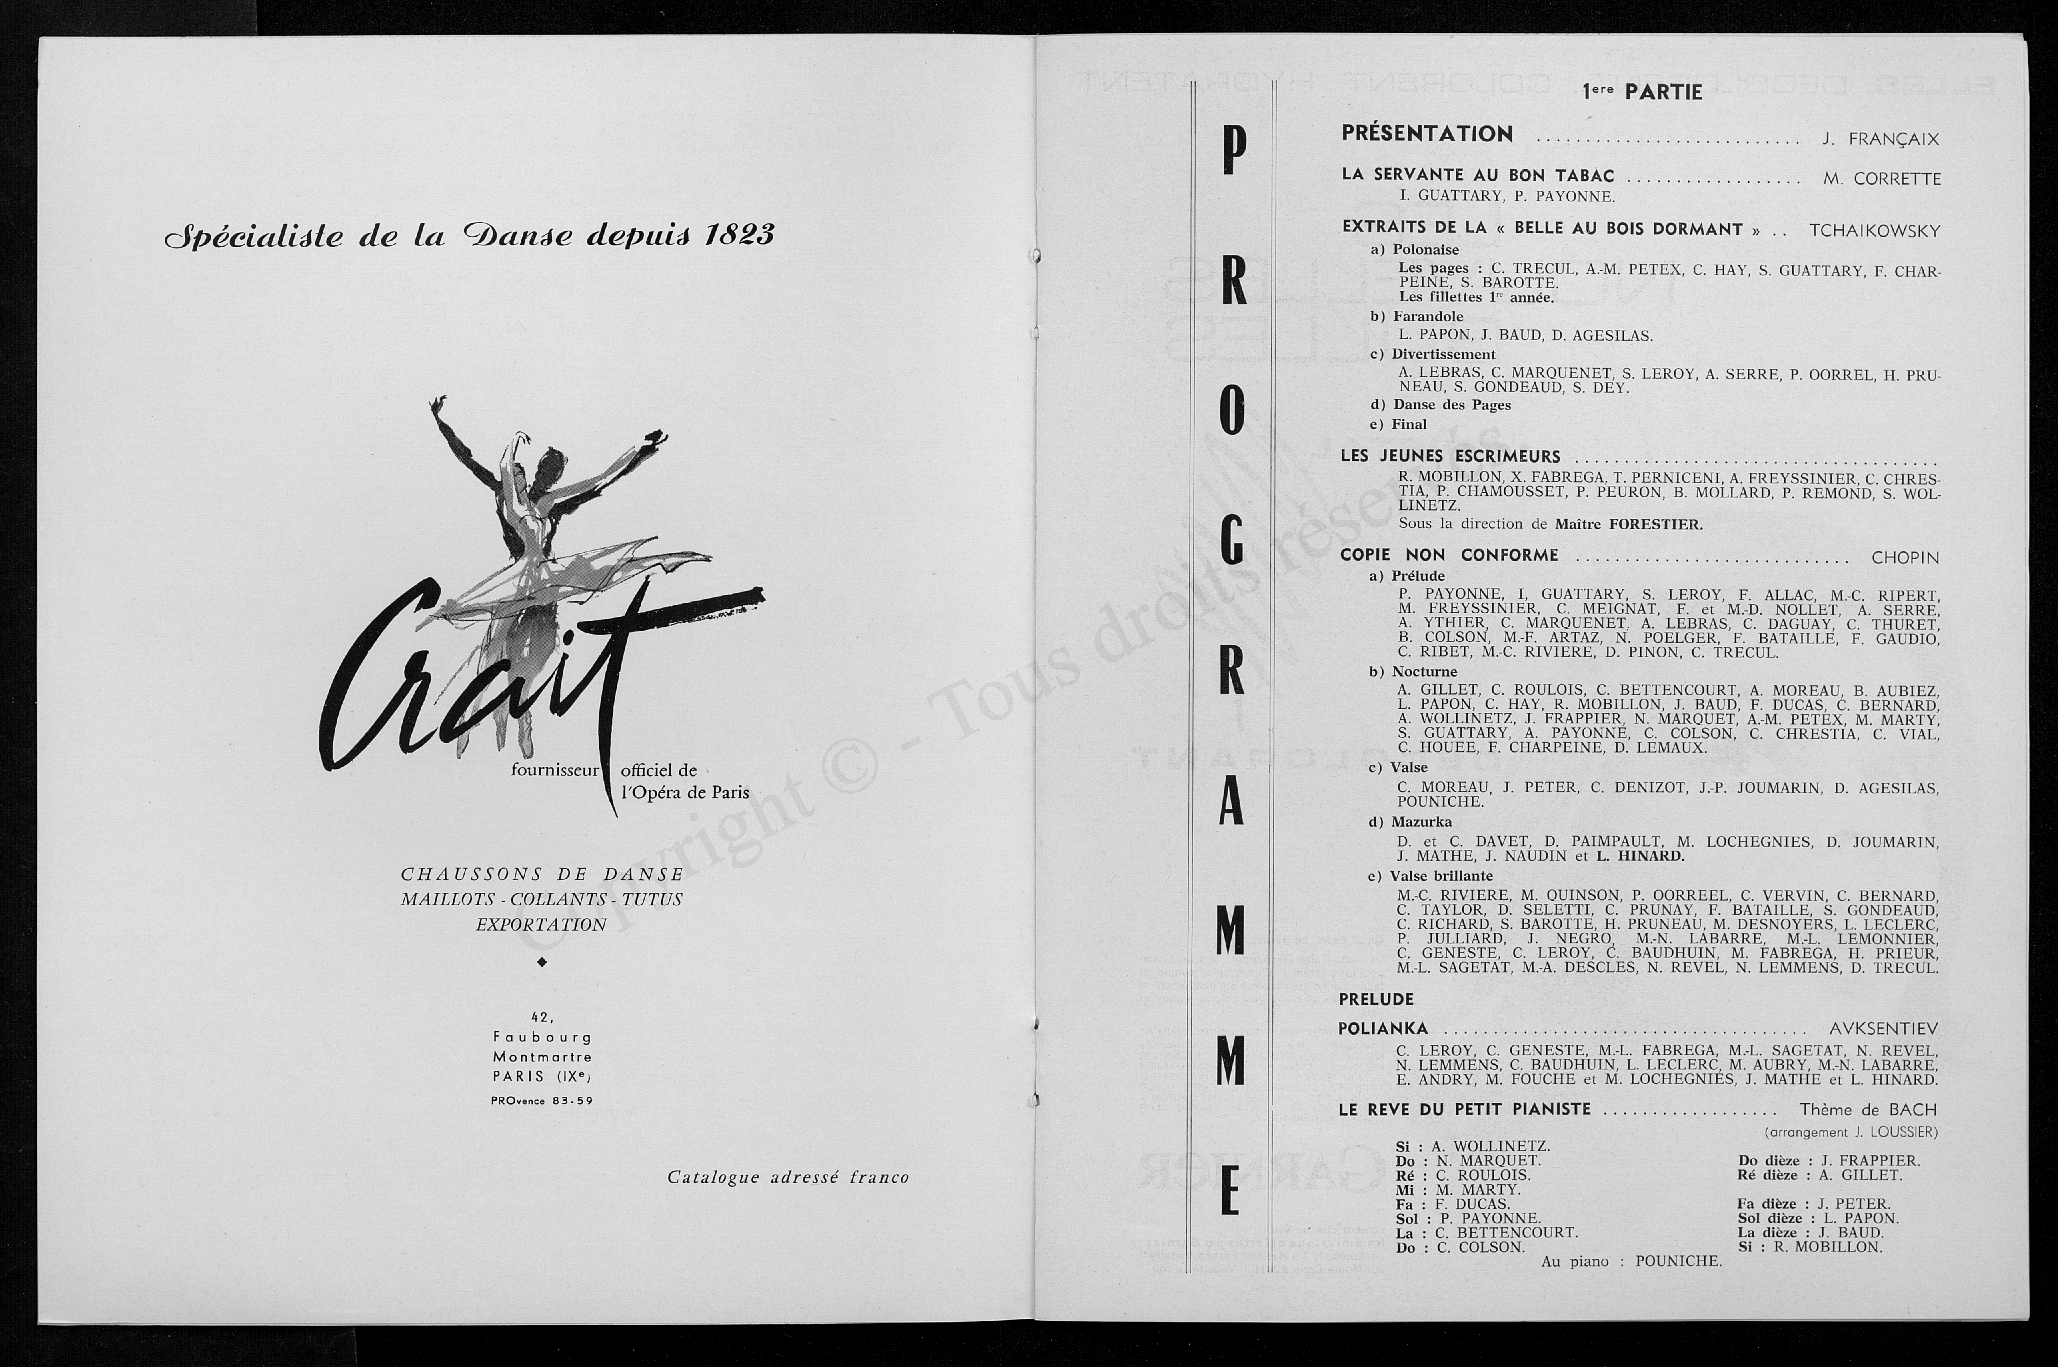 Spécialiste de la Danse depuis 1823
Crait
fournisseur officiel de
l'Opéra de Paris
CHAUSSONS DE DANSE
MAILLOTS - COLLANTS - TUTUS
EXPORTATION
42,
Faubourg
Montmartre
PARIS (IXe)
PROvence 83-59
Catalogue adressé franco
PROGRAMME
1ere PARTIE
PRÉSENTATION .......................... J. FRANÇAIX
LA SERVANTE AU BON TABAC .................. M. CORRETTE
I. GUATTARY, P. PAYONNE.
EXTRAITS DE LA « BELLE AU BOIS DORMANT » .. TCHAIKOWSKY
a) Polonaise
Les pages : C. TRECUL, A.-M. PETEX, C. HAY, S. GUATTARY, F. CHAR-
PEINE, S. BAROTTE.
Les fillettes 1re année.
b) Farandole
L. PAPON, J. BAUD, D. AGESILAS.
c) Divertissement
A. LEBRAS, C. MARQUENET, S. LEROY, A. SERRE, P. OORREL, H. PRU-
NEAU, S. GONDEAUD, S. DEY.
d) Danse des Pages
e) Final
LES JEUNES ESCRIMEURS .....................................
R. MOBILLON, X. FABREGA, T. PERNICENI, A. FREYSSINIER, C. CHRES-
TIA, P. CHAMOUSSET, P. PEURON, B. MOLLARD, P. REMOND, S. WOL-
LINETZ.
Sous la direction de Maître FORESTIER.
COPIE NON CONFORME ............................ CHOPIN
a) Prélude
P. PAYONNE, I, GUATTARY, S. LEROY, F. ALLAC, M.-C. RIPERT,
M. FREYSSINIER, C. MEIGNAT, F. et M.-D. NOLLET, A. SERRE,
A. YTHIER, C. MARQUENET, A. LEBRAS, C. DAGUAY, C. THURET,
B. COLSON, M.-F. ARTAZ, N. POELGER, F. BATAILLE, F. GAUDIO,
C. RIBET, M.-C. RIVIERE, D. PINON, C. TRECUL.
b) Nocturne
A. GILLET, C. ROULOIS, C. BETTENCOURT, A. MOREAU, B. AUBIEZ,
L. PAPON, C. HAY, R. MOBILLON, J. BAUD, F. DUCAS, C. BERNARD,
A. WOLLINETZ, J. FRAPPIER, N. MARQUET, A.-M. PETEX, M. MARTY,
S. GUATTARY, A. PAYONNE, C. COLSON, C. CHRESTIA, C. VIAL,
C. HOUEE, F. CHARPEINE, D. LEMAUX.
c) Valse
C. MOREAU, J. PETER, C. DENIZOT, J.-P. JOUMARIN, D. AGESILAS,
POUNICHE.
d) Mazurka
D. et C. DAVET, D. PAIMPAULT, M. LOCHEGNIES, D. JOUMARIN,
J. MATHE, J. NAUDIN et L. HINARD.
e) Valse brillante
M.-C. RIVIERE, M. QUINSON, P. OORREEL, C. VERVIN, C. BERNARD,
C. TAYLOR, D. SELETTI, C. PRUNAY, F. BATAILLE, S. GONDEAUD,
C. RICHARD, S. BAROTTE, H. PRUNEAU, M. DESNOYERS, L. LECLERC,
P. JULLIARD, J. NEGRO, M.-N. LABARRE, M.-L. LEMONNIER,
C. GENESTE, C. LEROY, C. BAUDHUIN, M. FABREGA, H. PRIEUR,
M.-L. SAGETAT, M.-A. DESCLES, N. REVEL, N. LEMMENS, D. TRECUL.
PRELUDE
POLIANKA ..................................... AVKSENTIEV
C. LEROY, C. GENESTE, M.-L. FABREGA, M.-L. SAGETAT, N. REVEL,
N. LEMMENS, C. BAUDHUIN, L. LECLERC, M. AUBRY, M.-N. LABARRE,
E. ANDRY, M. FOUCHE et M. LOCHEGNIES, J. MATHE et L. HINARD.
LE REVE DU PETIT PIANISTE .................. Thème de BACH
(arrangement J. LOUSSIER)
Si : A. WOLLINETZ.
Do : N. MARQUET. Do dièze : J. FRAPPIER.
Ré : C. ROULOIS. Ré dièze : A. GILLET.
Mi : M. MARTY.
Fa : F. DUCAS. Fa dièze : J. PETER.
Sol : P. PAYONNE. Sol dièze : L. PAPON.
La : C. BETTENCOURT. La dièze : J. BAUD.
Do : C. COLSON. Si : R. MOBILLON.
Au piano : POUNICHE.
Copyright © - Tous droits réservés